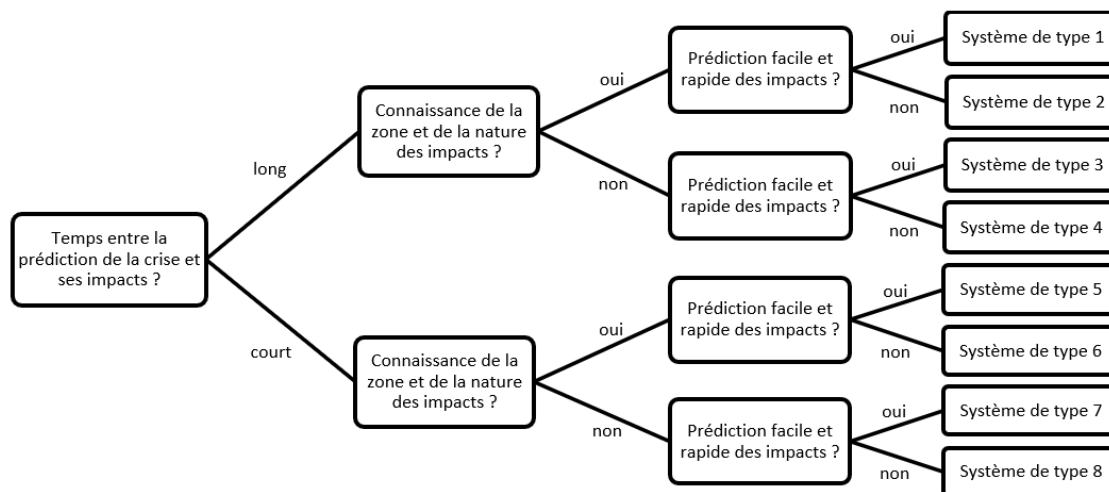 Temps entre la
prédiction de la crise et
ses impacts ?
long
court
Connaissance de la
zone et de la nature
des impacts ?
oui
non
Connaissance de la
zone et de la nature
des impacts ?
oui
non
Prédiction facile et
rapide des impacts ?
oui
non
Prédiction facile et
rapide des impacts ?
oui
non
Prédiction facile et
rapide des impacts ?
oui
non
Prédiction facile et
rapide des impacts ?
oui
non
Système de type 1
Système de type 2
Système de type 3
Système de type 4
Système de type 5
Système de type 6
Système de type 7
Système de type 8